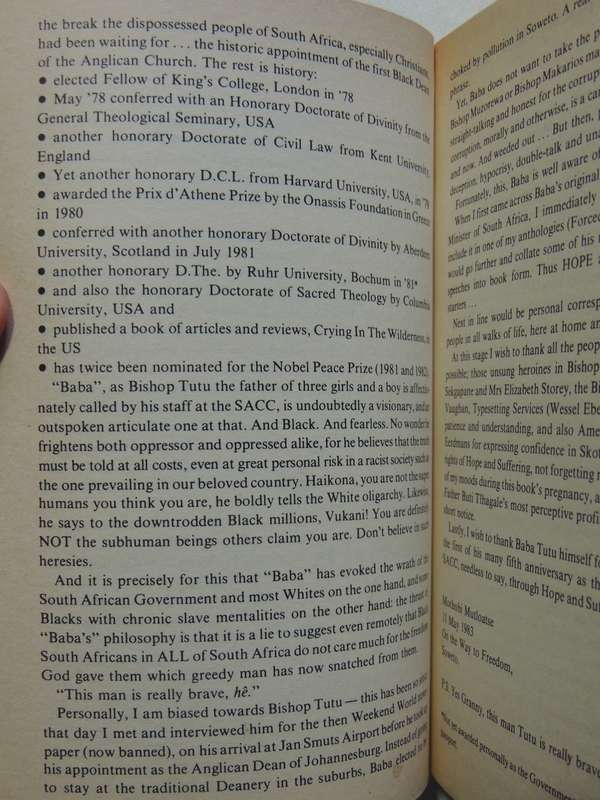 the break the dispossessed people of South Africa, especially Christians,
had been waiting for . . . the historic appointment of the first Black Dean
of the Anglican Church. The rest is history:
● elected Fellow of King's College, London in '78
● May '78 conferred with an Honorary Doctorate of Divinity from the
General Theological Seminary, USA
● another honorary Doctorate of Civil Law from Kent University,
England
● Yet another honorary D.C.L. from Harvard University, USA, in '79
● awarded the Prix d'Athene Prize by the Onassis Foundation in Greece
in 1980
● conferred with another honorary Doctorate of Divinity by Aberdeen
University, Scotland in July 1981
● another honorary D.The. by Ruhr University, Bochum in '81*
● and also the honorary Doctorate of Sacred Theology by Columbia
University, USA and
● published a book of articles and reviews, Crying In The Wilderness, in
the US
● has twice been nominated for the Nobel Peace Prize (1981 and 1982).
"Baba", as Bishop Tutu the father of three girls and a boy is affectio-
nately called by his staff at the SACC, is undoubtedly a visionary, and an
outspoken articulate one at that. And Black. And fearless. No wonder he
frightens both oppressor and oppressed alike, for he believes that the truth
must be told at all costs, even at great personal risk in a racist society such as
the one prevailing in our beloved country. Haikona, you are not the super
humans you think you are, he boldly tells the White oligarchy. Likewise,
he says to the downtrodden Black millions, Vukani! You are definitely
NOT the subhuman beings others claim you are. Don't believe in such
heresies.
And it is precisely for this that "Baba" has evoked the wrath of the
South African Government and most Whites on the one hand, and some
Blacks with chronic slave mentalities on the other hand: the thrust of
"Baba's" philosophy is that it is a lie to suggest even remotely that Black
South Africans in ALL of South Africa do not care much for the freedom
God gave them which greedy man has now snatched from them.
"This man is really brave, hê."
Personally, I am biased towards Bishop Tutu — this has been so since
that day I met and interviewed him for the then Weekend World news-
paper (now banned), on his arrival at Jan Smuts Airport before he took
his appointment as the Anglican Dean of Johannesburg. Instead of going
to stay at the traditional Deanery in the suburbs, Baba elected to be
choked by pollution in Soweto. A real
phrase.
Yet, Baba does not want to take the p
Bishop Muzorewa or Bishop Makarios ma
straight-talking and honest for the corrup
corruption, morally and otherwise, is a can
and now. And weeded out . . . But then, I
deception, hypocrisy, double-talk and una
Fortunately, this, Baba is well aware of
When I first came across Baba's original
Minister of South Africa, I immediately
include it in one of my anthologies (Forced
would go further and collate some of his
speeches into book form. Thus HOPE a
starters . . .
Next in line would be personal corresp
people in all walks of life, here at home an
At this stage I wish to thank all the peop
possible; those unsung heroines in Bishop
Sekgapane and Mrs Elizabeth Storey, the Bi
Vaughan, Typesetting Services (Wessel Ebe
patience and understanding, and also Ame
Eerdmans for expressing confidence in Skot
rights of Hope and Suffering, not forgetting
of my moods during this book's pregnancy, a
Father Buti Tlhagale's most perceptive profi
short notice.
Lastly, I wish to thank Baba Tutu himself fo
the first of his many fifth anniversary as th
SACC, needless to say, through Hope and Suf
Mothobi Mutloatse
11 May 1983
On the Way to Freedom,
Soweto.
P.S. Yes Granny, this man Tutu is really brave
awarded personally as the Government
passport.